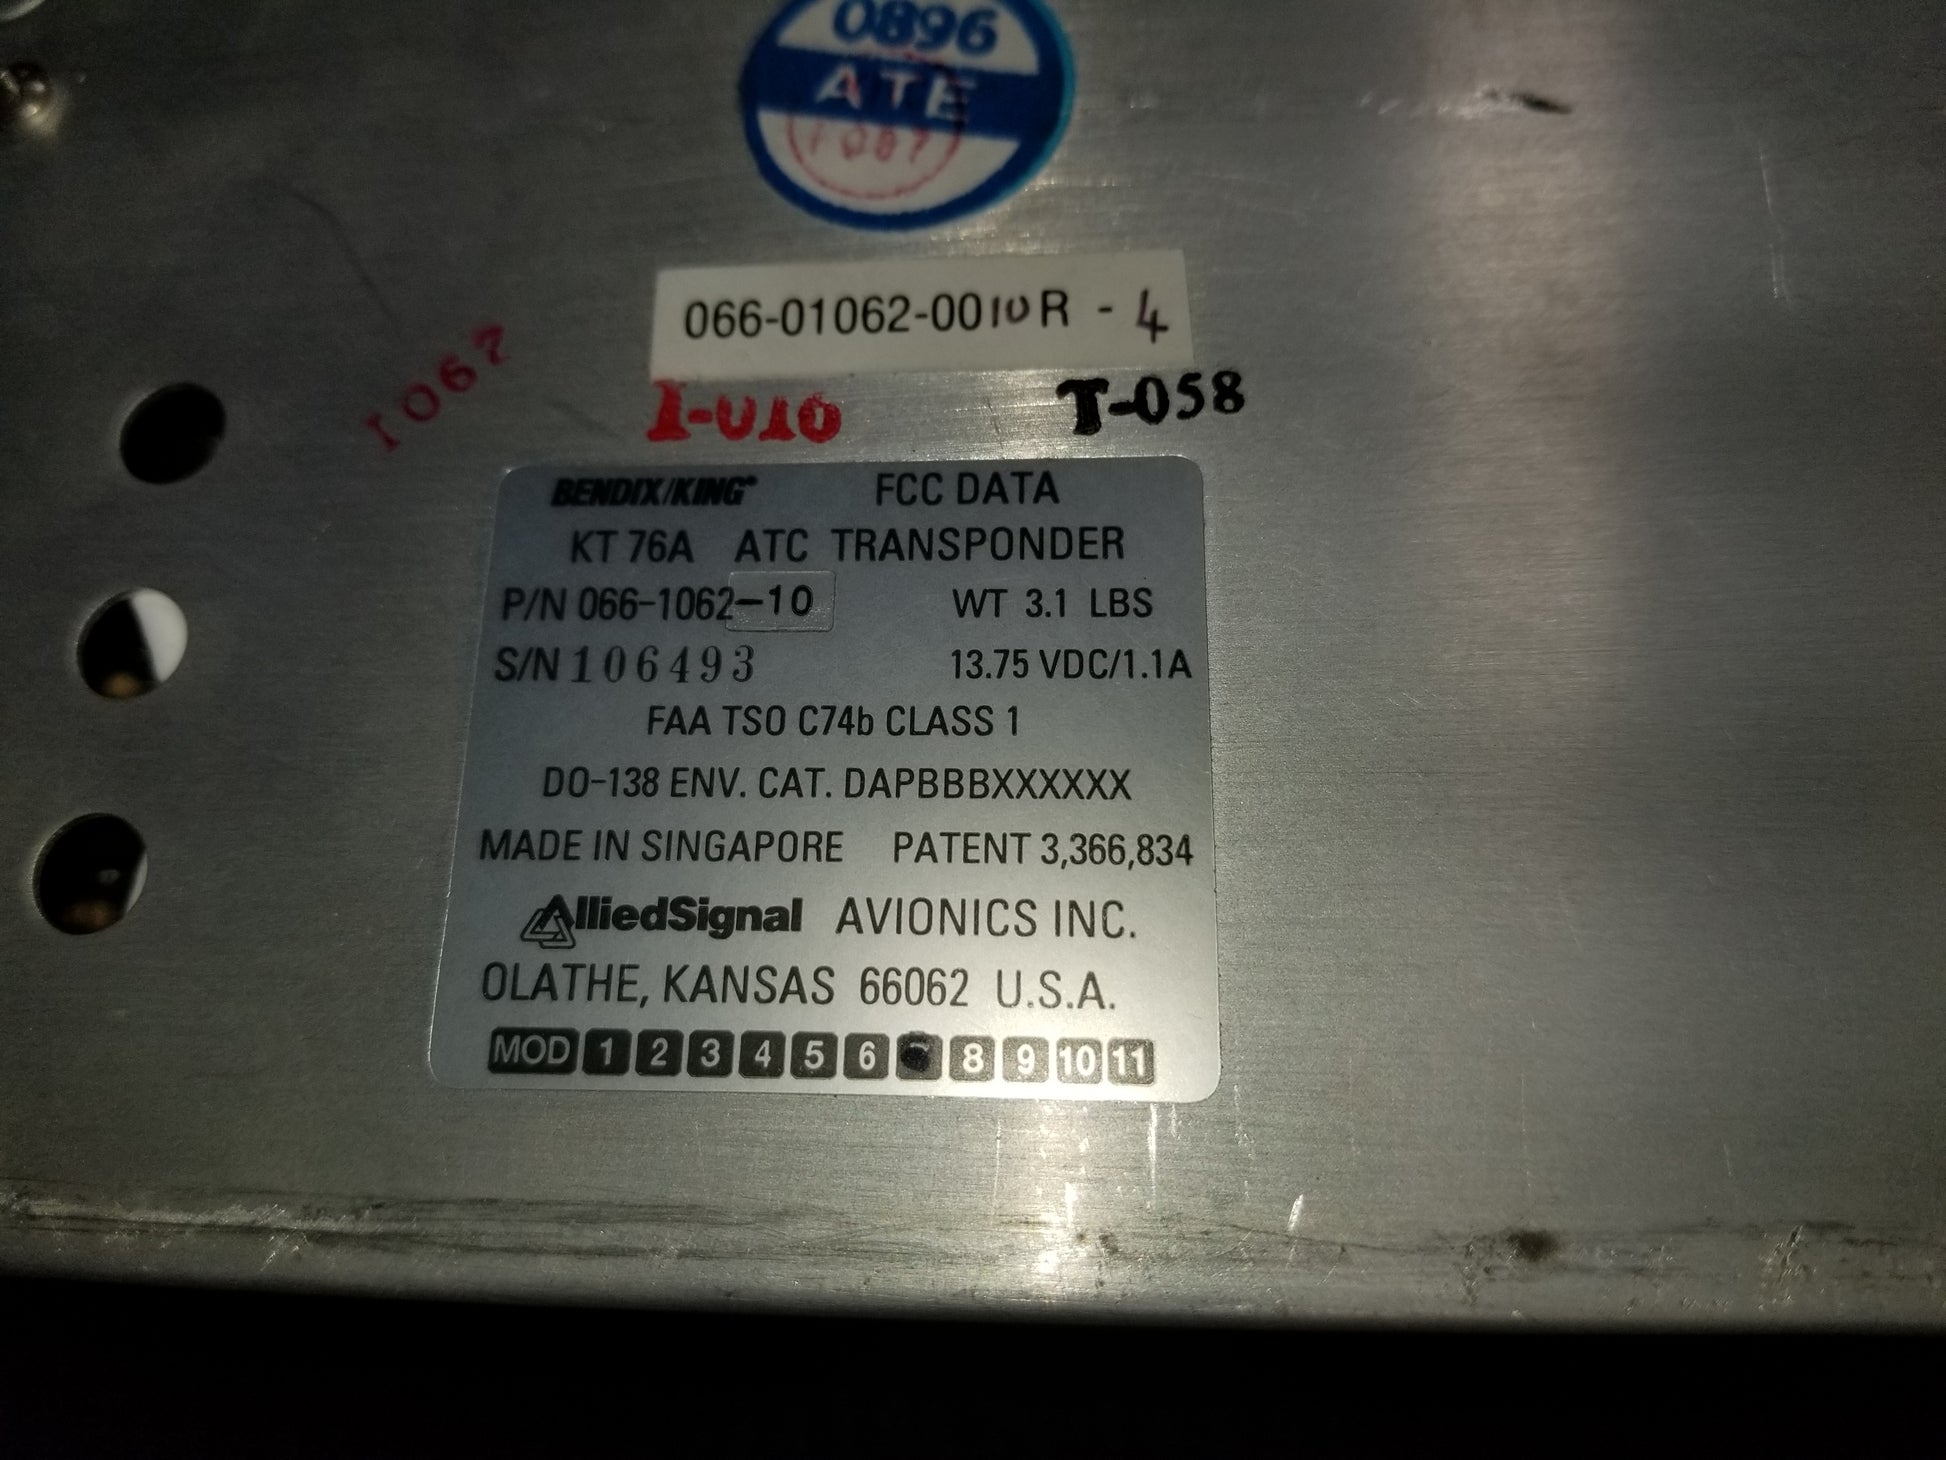 0896
ATE
1067
066-01062-0010R - 4
1067
I-010 T-058
BENDIX/KING® FCC DATA
KT 76A ATC TRANSPONDER
P/N 066-1062-10 WT 3.1 LBS
S/N 106493 13.75 VDC/1.1A
FAA TSO C74b CLASS 1
DO-138 ENV. CAT. DAPBBBXXXXXX
MADE IN SINGAPORE PATENT 3,366,834
AlliedSignal AVIONICS INC.
OLATHE, KANSAS 66062 U.S.A.
MOD 1 2 3 4 5 6 8 9 10 11